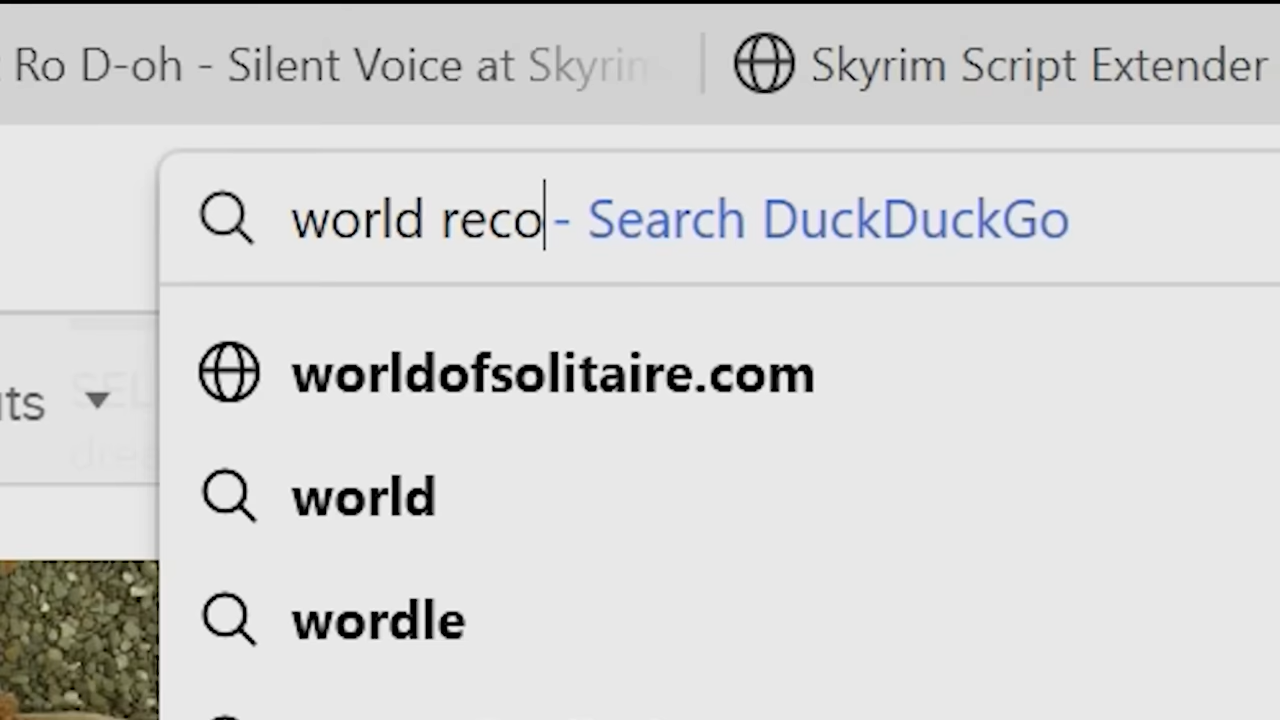 Ro D-oh - Silent Voice at Skyrim
Skyrim Script Extender
world reco - Search DuckDuckGo
worldofsolitaire.com
world
wordle